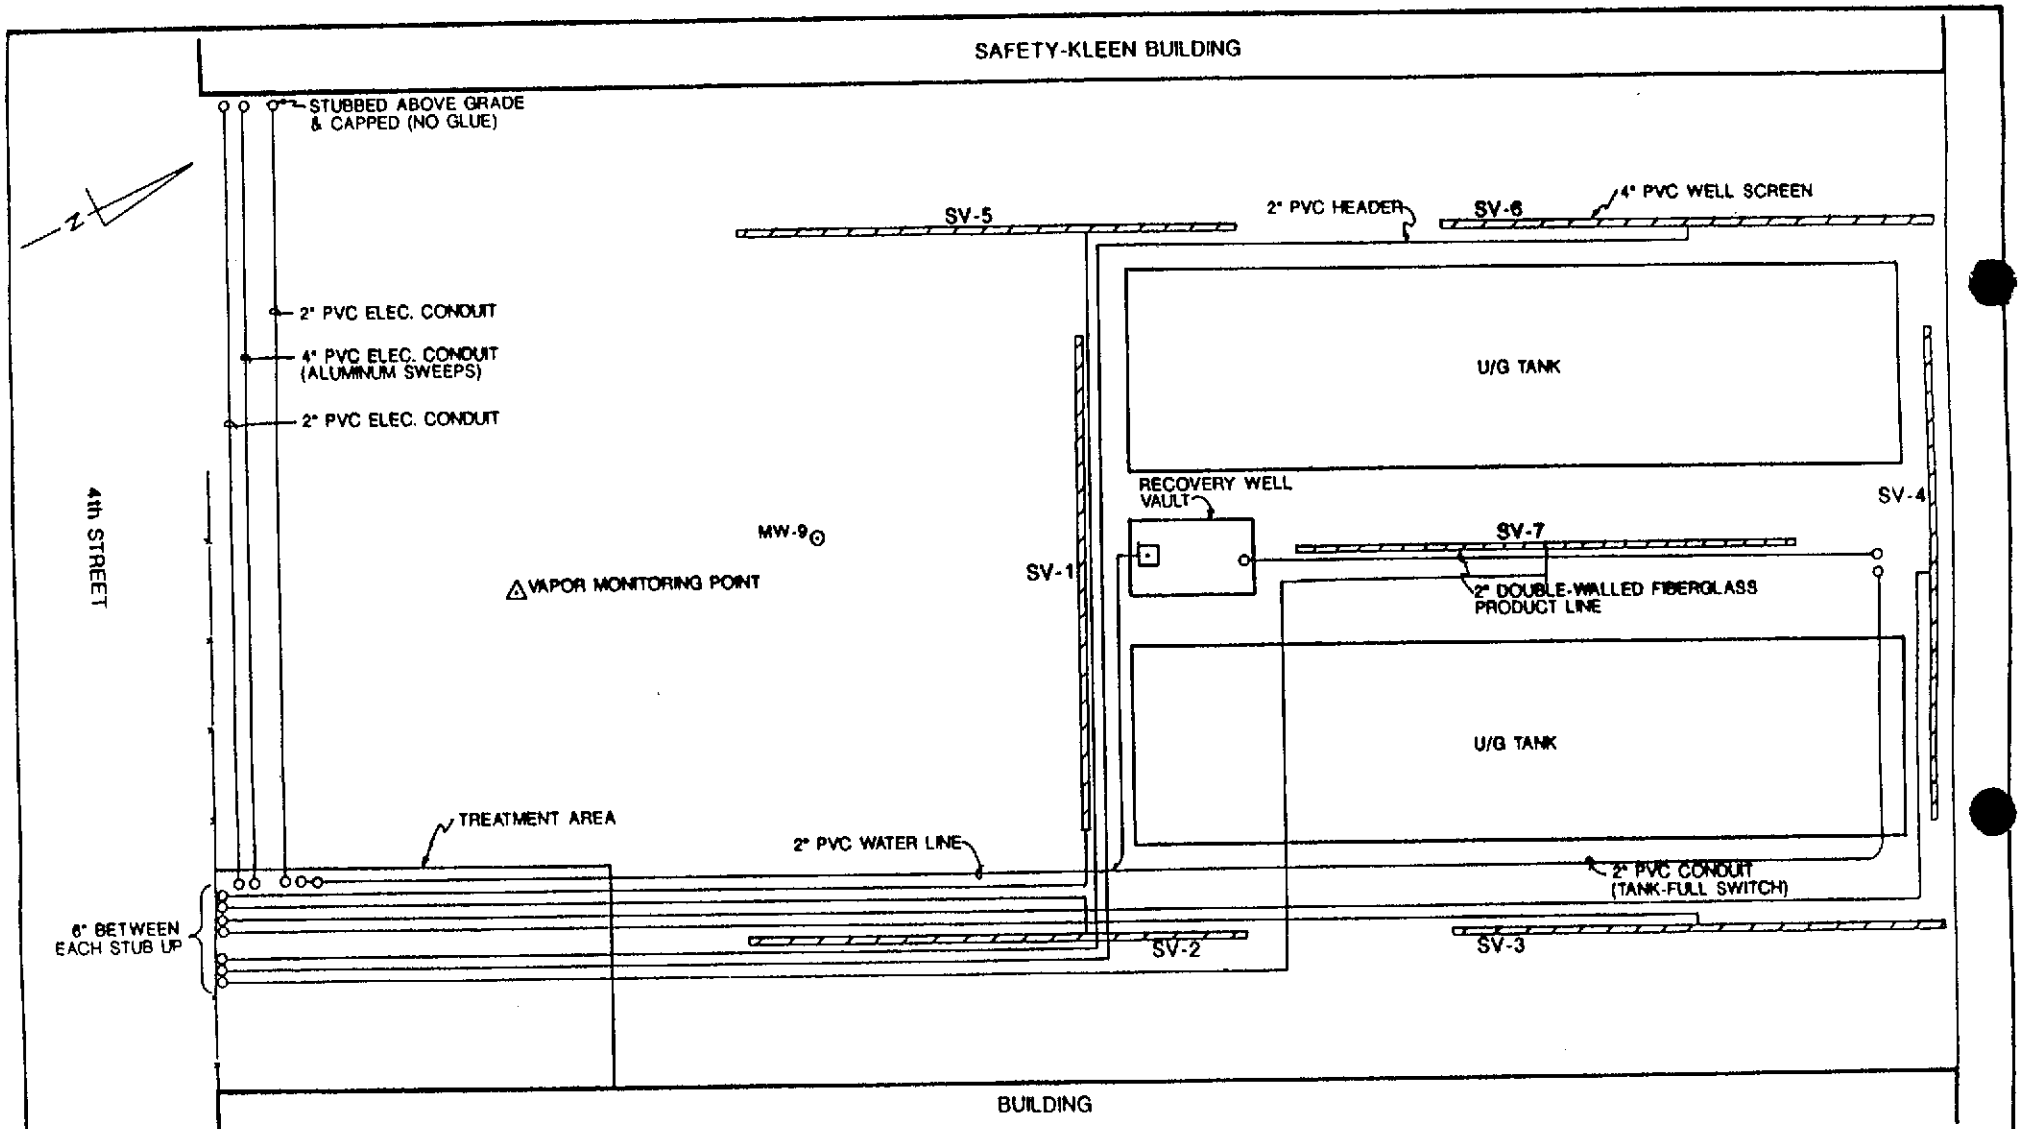 SAFETY-KLEEN BUILDING
STUBBED ABOVE GRADE
& CAPPED (NO GLUE)
N
SV-5
2" PVC HEADER
SV-6
4" PVC WELL SCREEN
2" PVC ELEC. CONDUIT
4" PVC ELEC. CONDUIT
(ALUMINUM SWEEPS)
2" PVC ELEC. CONDUIT
U/G TANK
4th STREET
RECOVERY WELL
VAULT
SV-4
MW-9
SV-7
SV-1
VAPOR MONITORING POINT
2" DOUBLE-WALLED FIBERGLASS
PRODUCT LINE
U/G TANK
TREATMENT AREA
2" PVC WATER LINE
2" PVC CONDUIT
(TANK-FULL SWITCH)
6" BETWEEN
EACH STUB UP
SV-2
SV-3
BUILDING